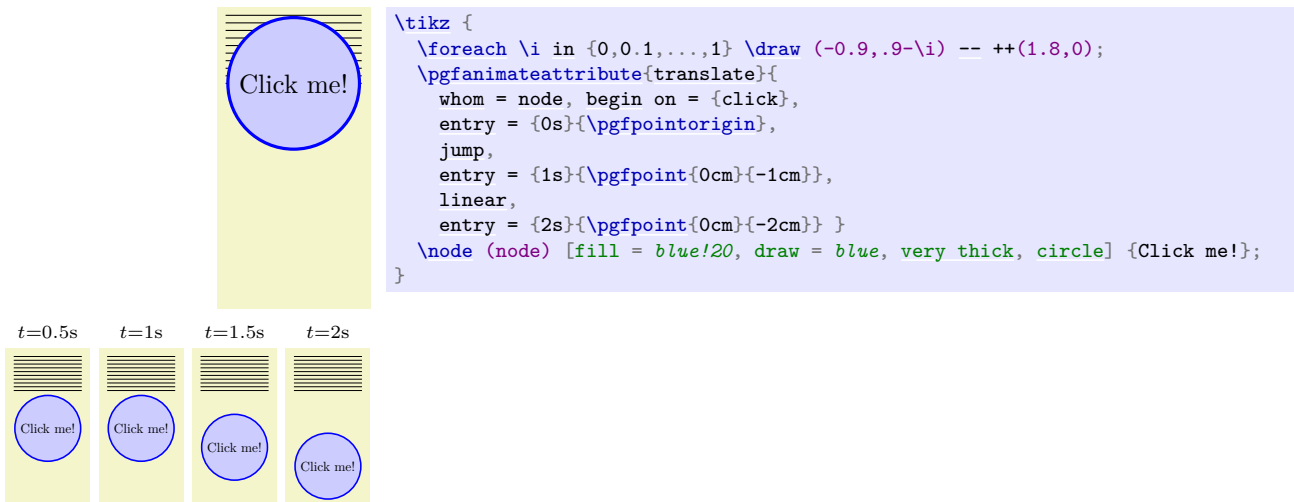 Click me!
\tikz {
  \foreach \i in {0,0.1,...,1} \draw (-0.9,.9-\i) -- ++(1.8,0);
  \pgfanimateattribute{translate}{
    whom = node, begin on = {click},
    entry = {0s}{\pgfpointorigin},
    jump,
    entry = {1s}{\pgfpoint{0cm}{-1cm}},
    linear,
    entry = {2s}{\pgfpoint{0cm}{-2cm}} }
  \node (node) [fill = blue!20, draw = blue, very thick, circle] {Click me!};
}
t=0.5s t=1s t=1.5s t=2s
Click me! Click me! Click me! Click me!